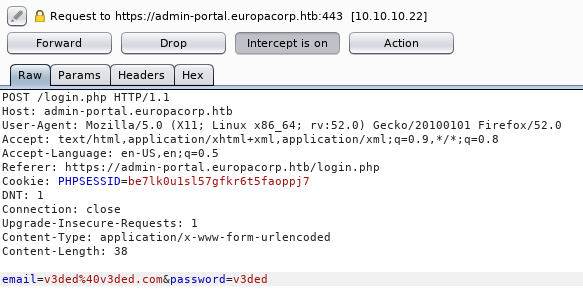 Request to https://admin-portal.europacorp.htb:443 [10.10.10.22]
Forward Drop Intercept is on Action
Raw Params Headers Hex
POST /login.php HTTP/1.1
Host: admin-portal.europacorp.htb
User-Agent: Mozilla/5.0 (X11; Linux x86_64; rv:52.0) Gecko/20100101 Firefox/52.0
Accept: text/html,application/xhtml+xml,application/xml;q=0.9,*/*;q=0.8
Accept-Language: en-US,en;q=0.5
Referer: https://admin-portal.europacorp.htb/login.php
Cookie: PHPSESSID=be7lk0u1sl57gfkr6t5faoppj7
DNT: 1
Connection: close
Upgrade-Insecure-Requests: 1
Content-Type: application/x-www-form-urlencoded
Content-Length: 38
email=v3ded%40v3ded.com&password=v3ded